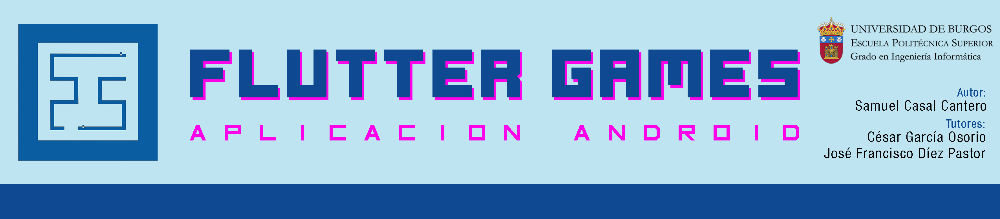 FLUTTER GAMES
APLICACION ANDROID
UNIVERSIDAD DE BURGOS
ESCUELA POLITÉCNICA SUPERIOR
Grado en Ingeniería Informática
Autor:
Samuel Casal Cantero
Tutores:
César García Osorio
José Francisco Díez Pastor